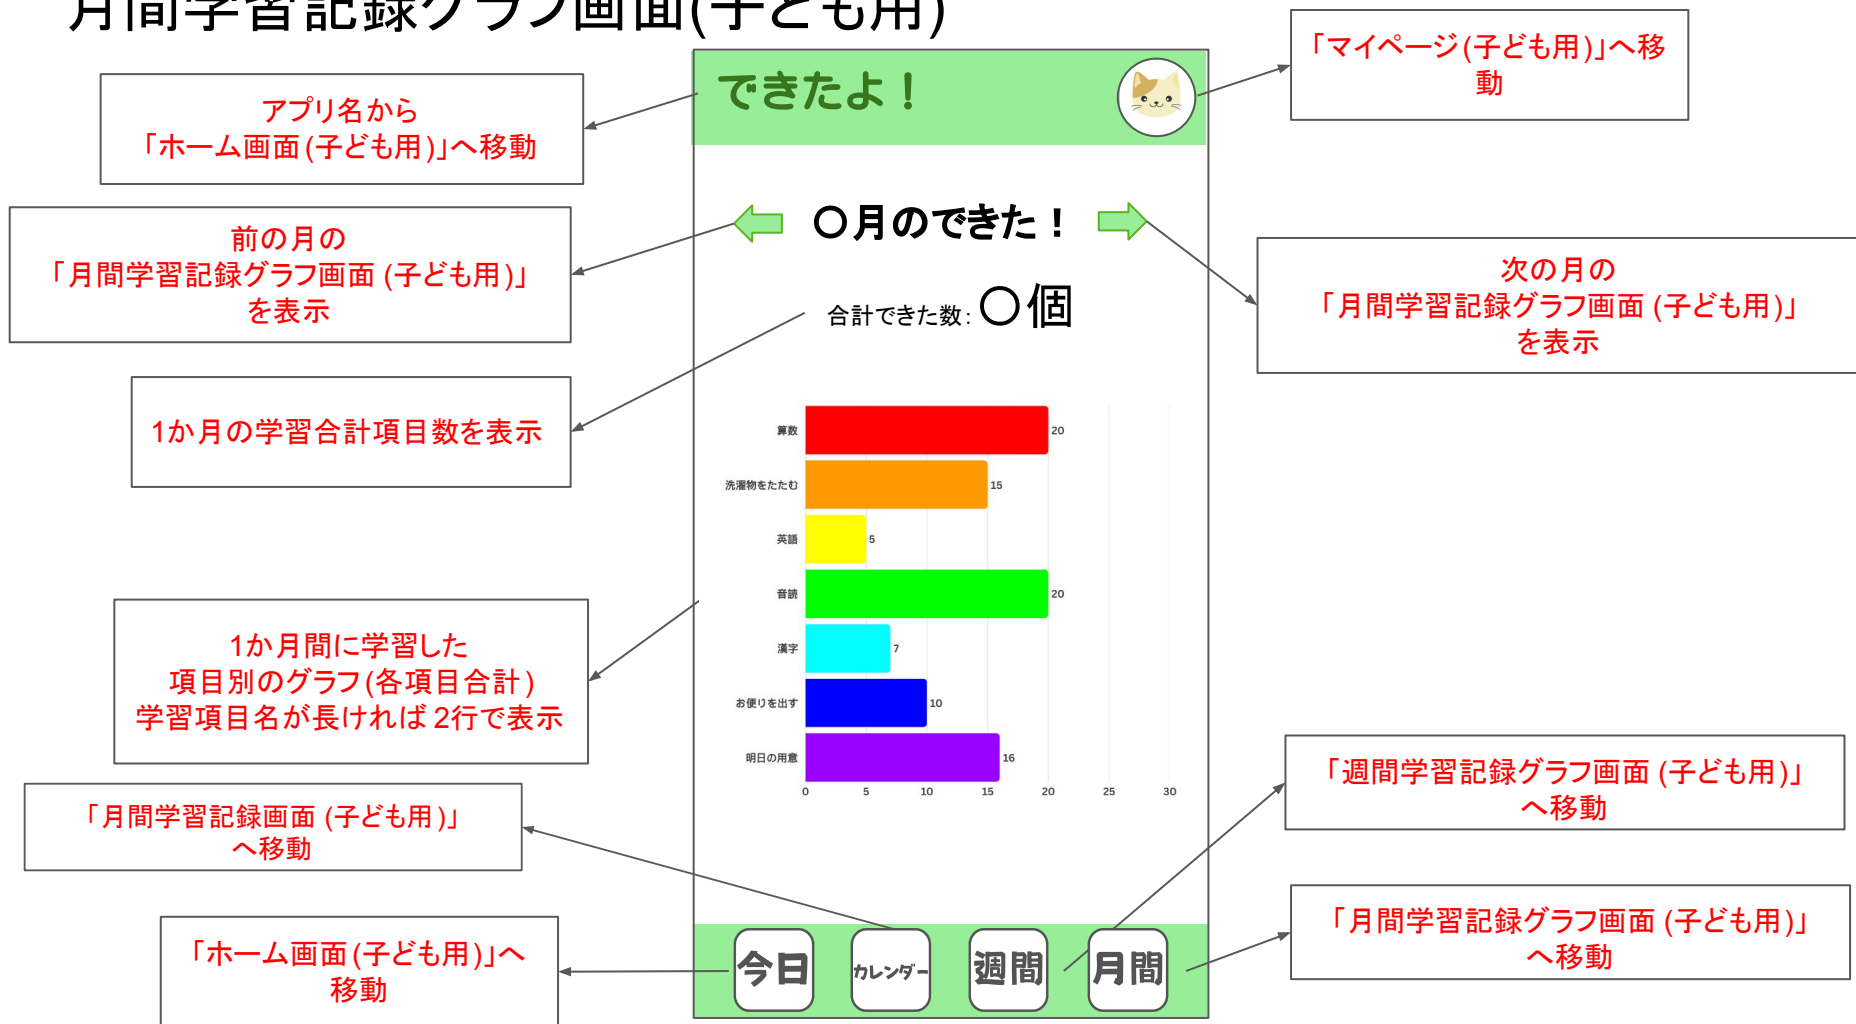 月間学習記録グラフ画面(子ども用)
「マイページ(子ども用)」へ移
動
できたよ！
アプリ名から
「ホーム画面(子ども用)」へ移動
〇月のできた！
前の月の
「月間学習記録グラフ画面(子ども用)」
を表示
次の月の
「月間学習記録グラフ画面(子ども用)」
を表示
合計できた数：〇個
1か月の学習合計項目数を表示
算数 20
洗濯物をたたむ 15
英語 5
音読 20
漢字 7
お便りを出す 10
明日の用意 16
0 5 10 15 20 25 30
1か月間に学習した
項目別のグラフ(各項目合計)
学習項目名が長ければ2行で表示
「週間学習記録グラフ画面(子ども用)」
へ移動
「月間学習記録画面(子ども用)」
へ移動
「月間学習記録グラフ画面(子ども用)」
へ移動
「ホーム画面(子ども用)」へ
移動
今日
カレンダー
週間
月間